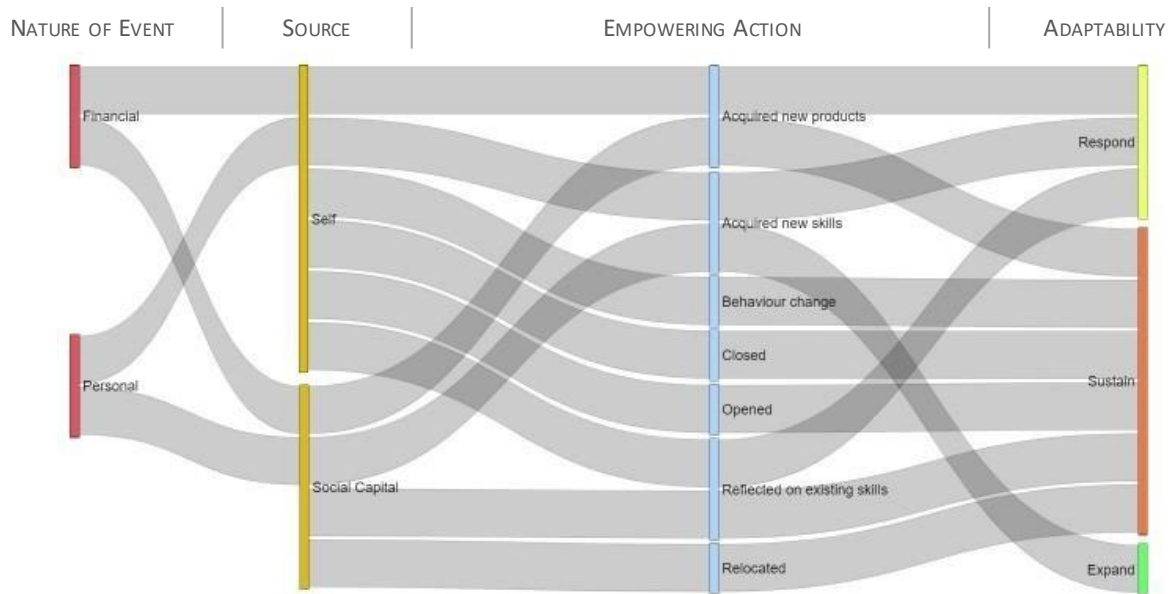 NATURE OF EVENT
SOURCE
EMPOWERING ACTION
ADAPTABILITY
Financial
Personal
Self
Social Capital
Acquired new products
Acquired new skills
Behaviour change
Closed
Opened
Reflected on existing skills
Relocated
Respond
Sustain
Expand